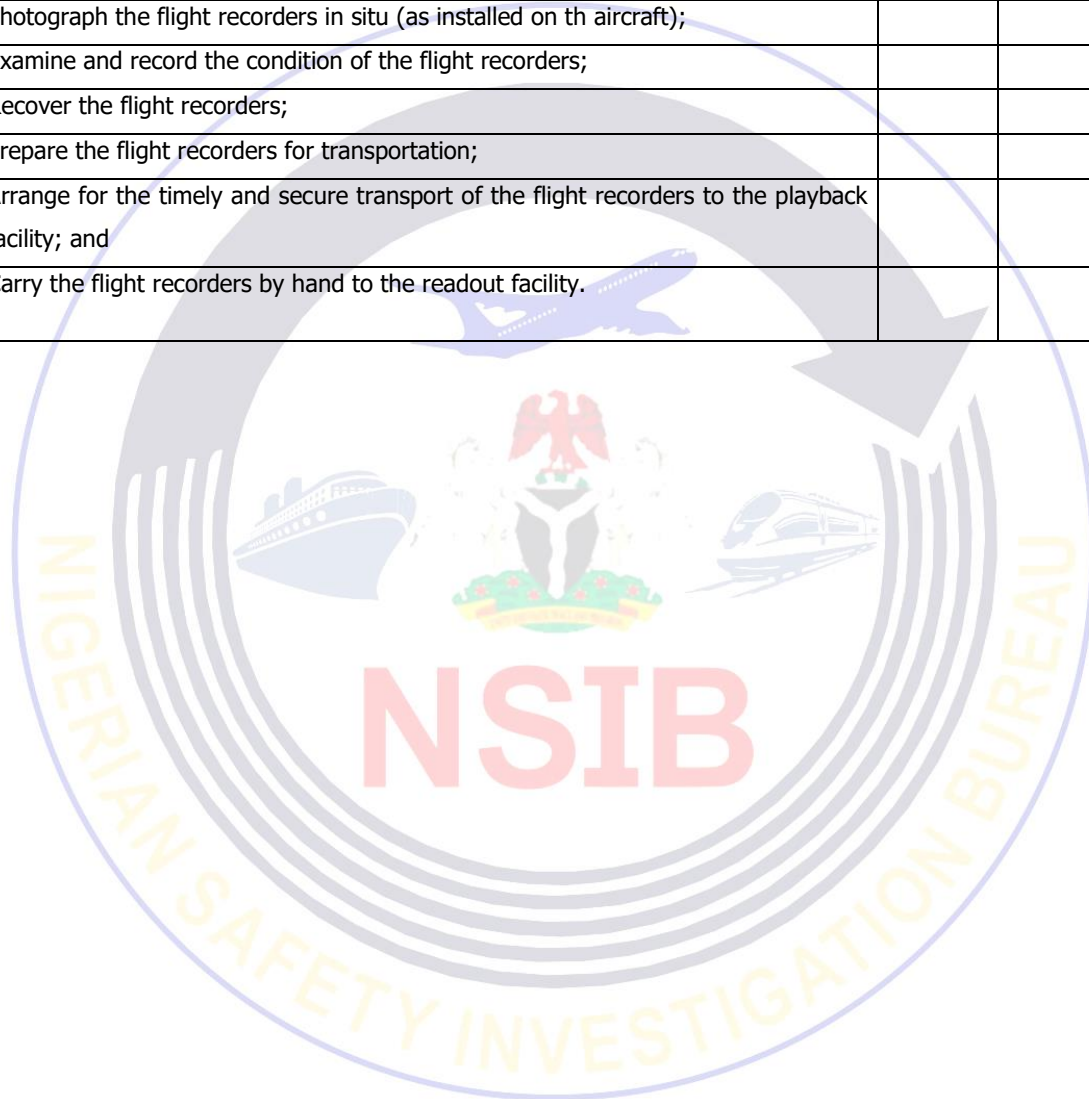 hotograph the flight recorders in situ (as installed on th aircraft);
xamine and record the condition of the flight recorders;
ecover the flight recorders;
repare the flight recorders for transportation;
rrange for the timely and secure transport of the flight recorders to the playback
acility; and
arry the flight recorders by hand to the readout facility.
NSIB
NIGERIAN SAFETY INVESTIGATION BUREAU